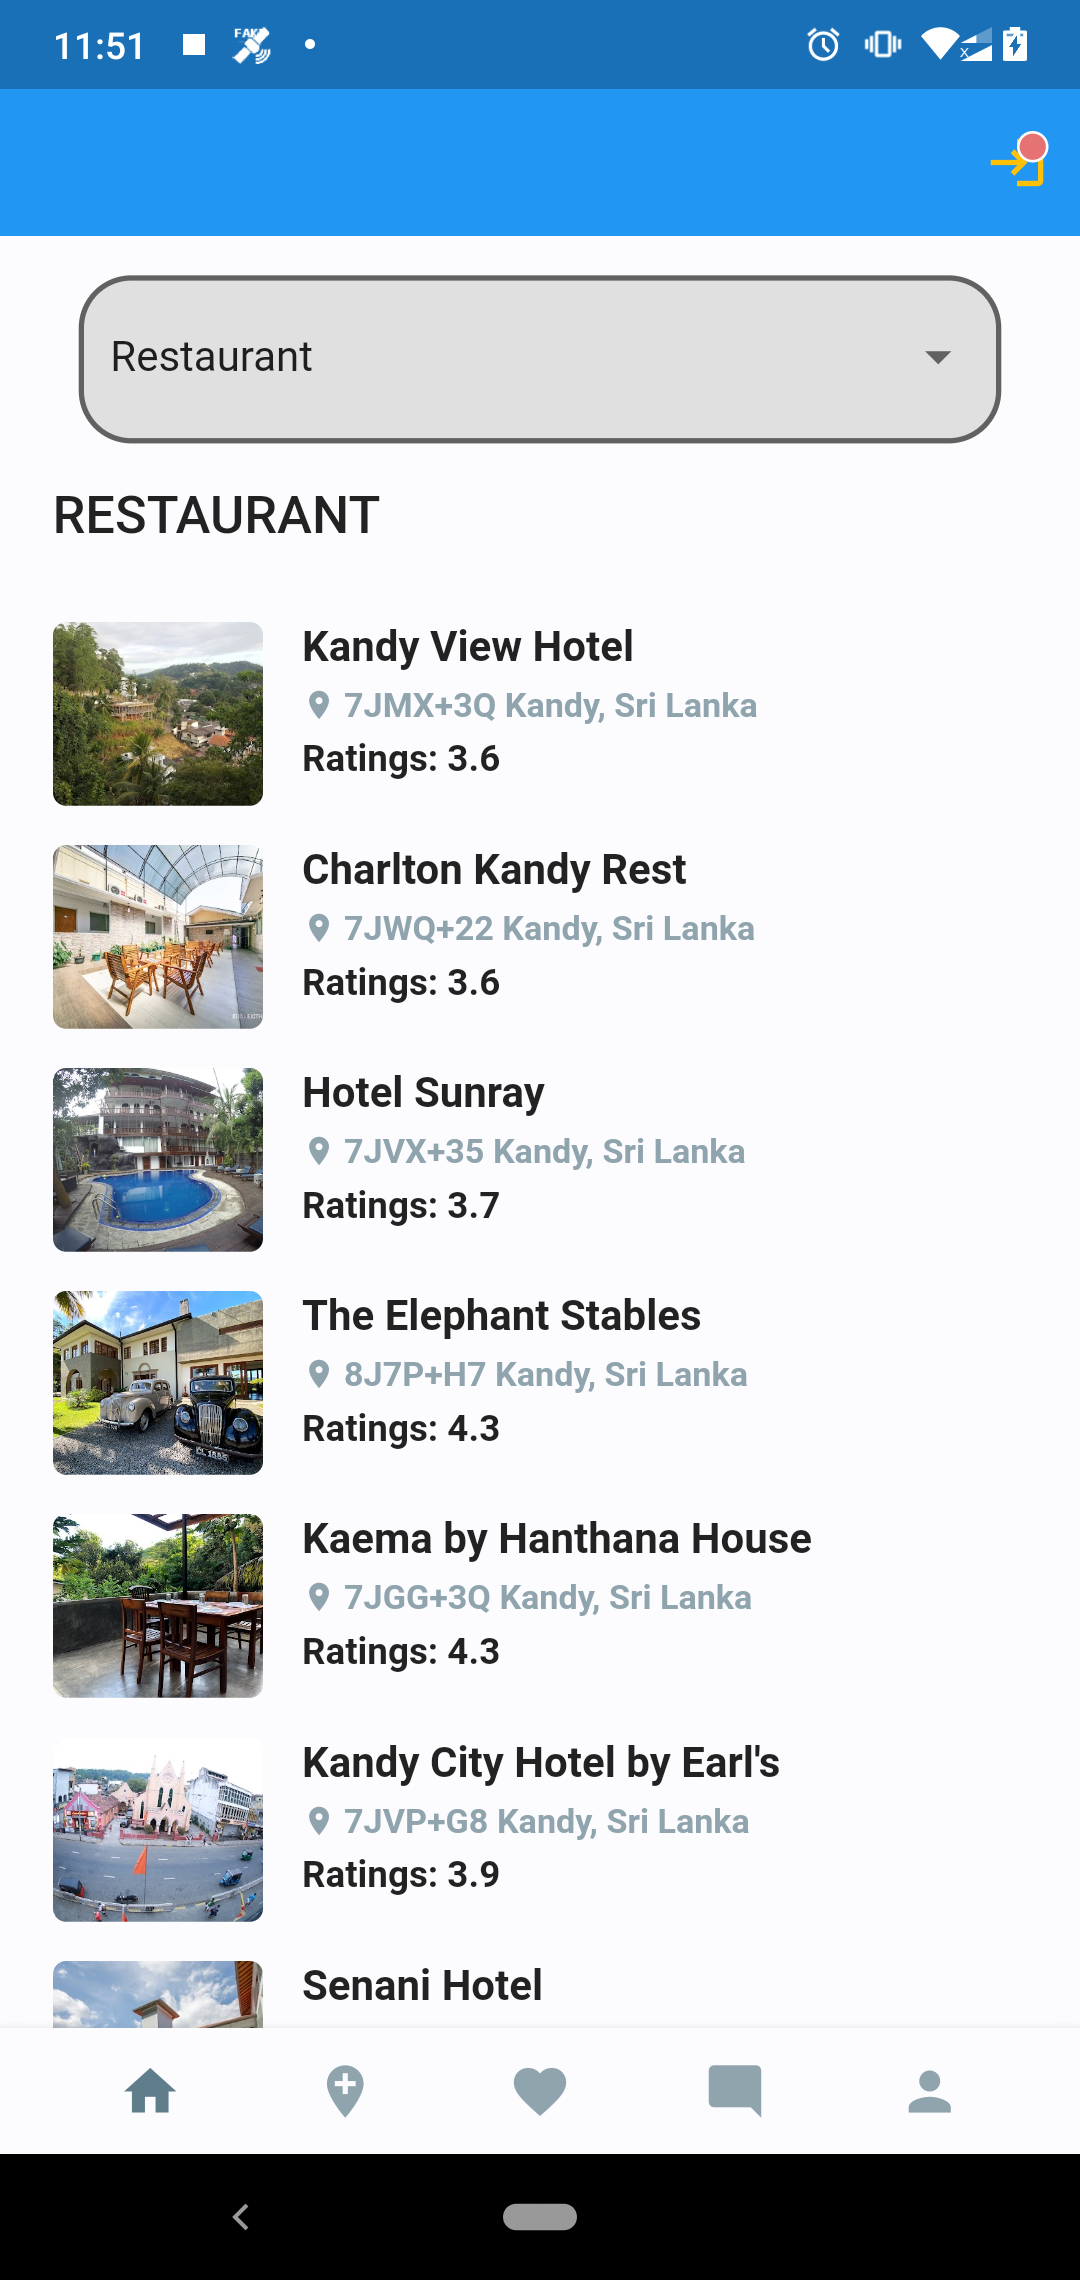 11:51
FAKE
Restaurant
RESTAURANT
Kandy View Hotel
7JMX+3Q Kandy, Sri Lanka
Ratings: 3.6
Charlton Kandy Rest
7JWQ+22 Kandy, Sri Lanka
Ratings: 3.6
Hotel Sunray
7JVX+35 Kandy, Sri Lanka
Ratings: 3.7
The Elephant Stables
8J7P+H7 Kandy, Sri Lanka
Ratings: 4.3
Kaema by Hanthana House
7JGG+3Q Kandy, Sri Lanka
Ratings: 4.3
Kandy City Hotel by Earl's
7JVP+G8 Kandy, Sri Lanka
Ratings: 3.9
Senani Hotel